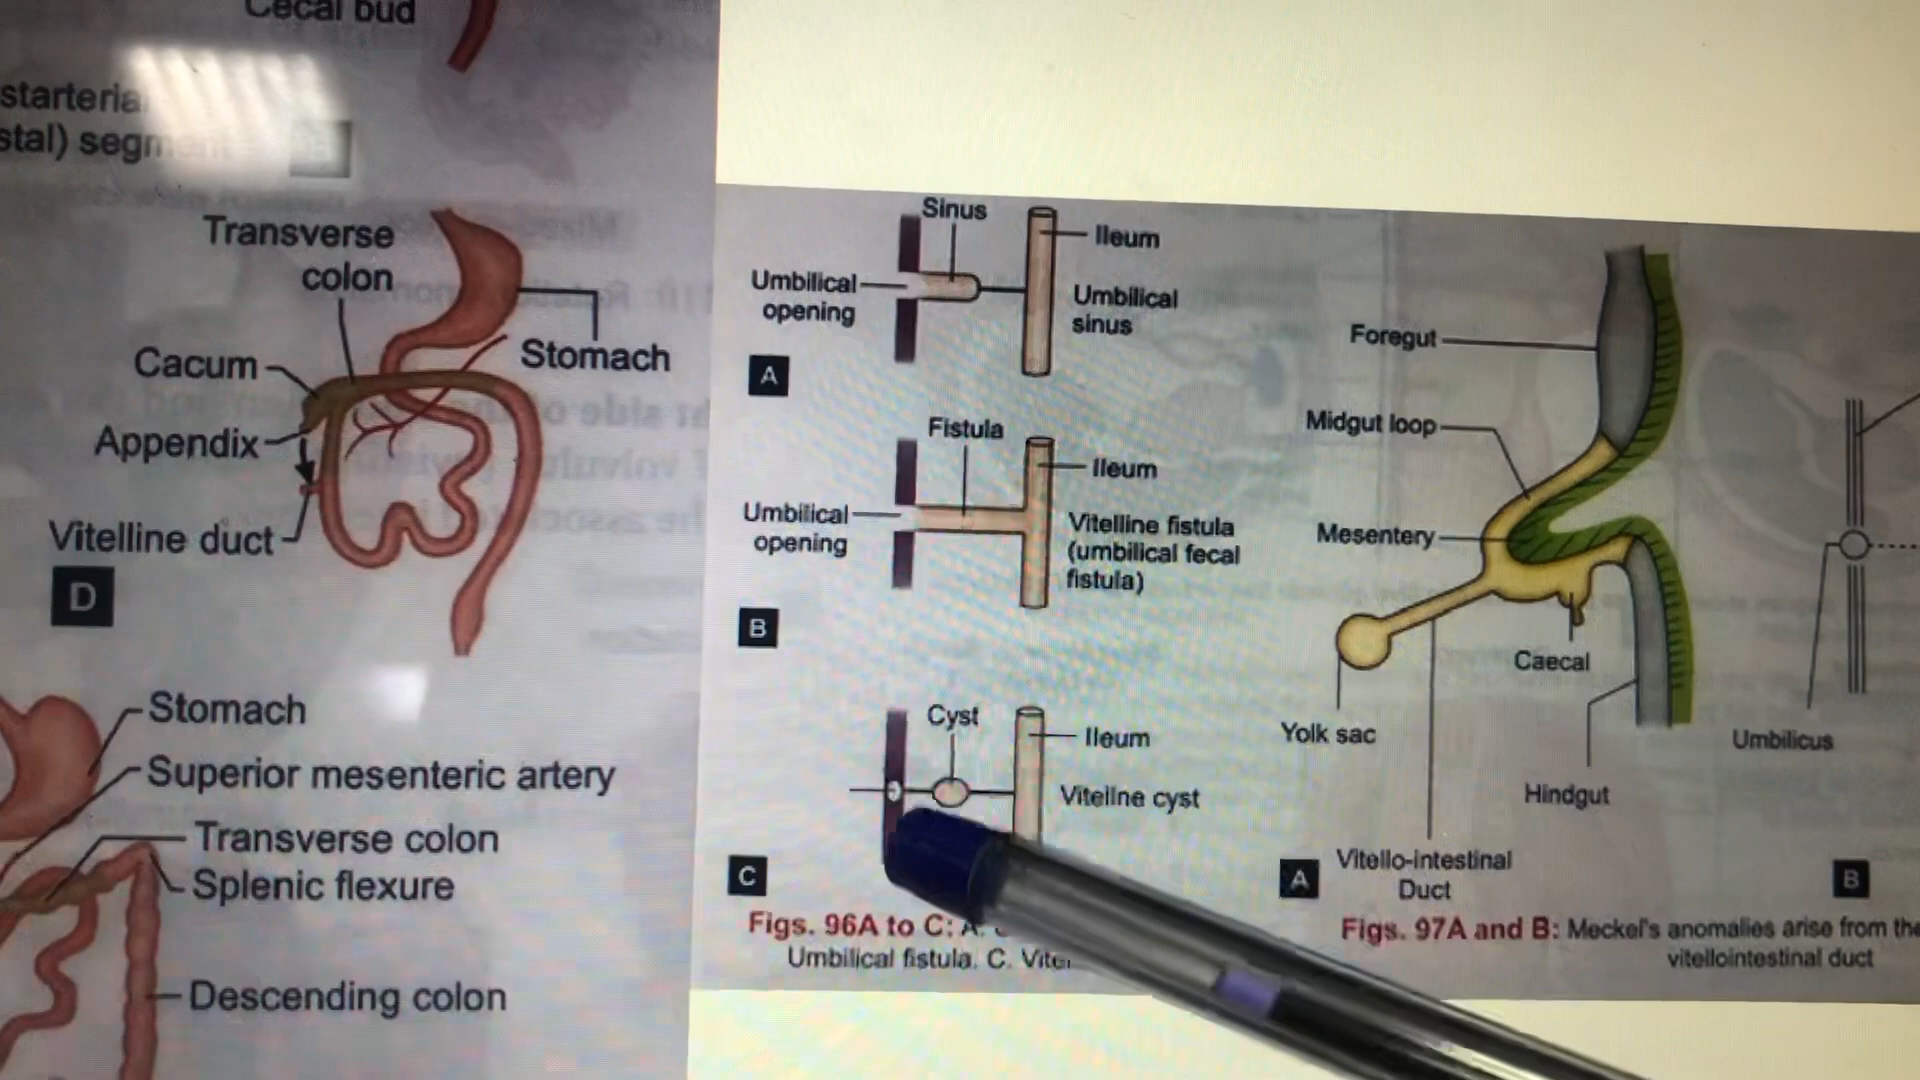 Cecal bud
starteria
stal) segm
Transverse
colon
Stomach
Cacum
Appendix
Vitelline duct
D
Stomach
Superior mesenteric artery
Transverse colon
Splenic flexure
Descending colon
Sinus
Ileum
Umbilical
opening
Umbilical
sinus
A
Fistula
Ileum
Umbilical
opening
Vitelline fistula
(umbilical fecal
fistula)
B
Cyst
Ileum
Vitellne cyst
C
Figs. 96A to C: A.
Umbilical fistula. C.
Foregut
Midgut loop
Mesentery
Caecal
Yolk sac
Hindgut
Vitello-intestinal
Duct
A
Umbilicus
B
Figs. 97A and B: Meckel's anomalies arise from the
vitellointestinal duct